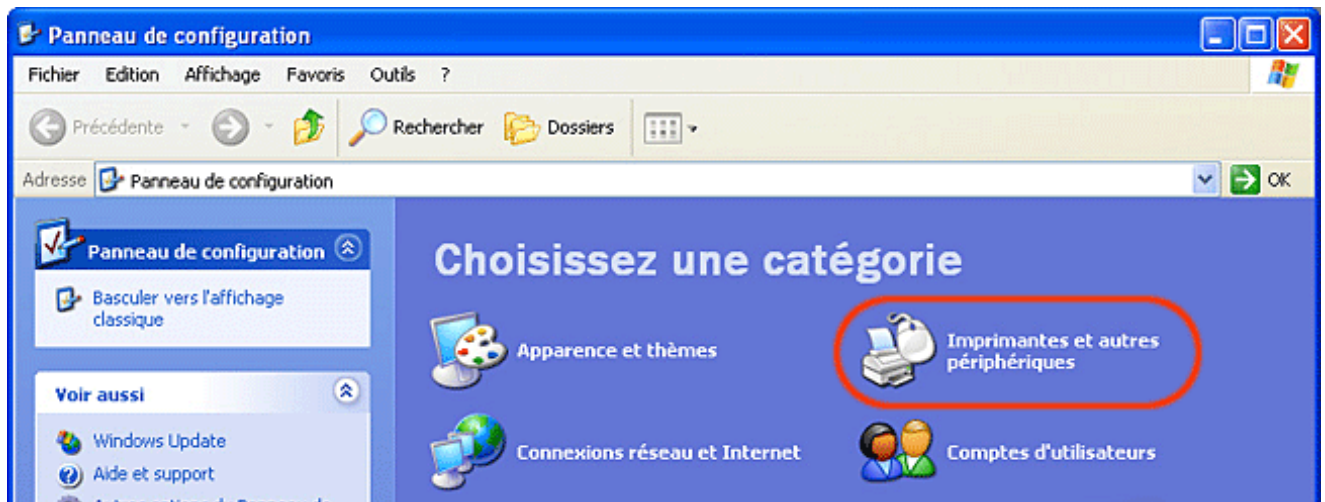 Panneau de configuration
Fichier Edition Affichage Favoris Outils ?
Précédente Rechercher Dossiers
Adresse Panneau de configuration OK
Panneau de configuration
Basculer vers l'affichage
classique
Voir aussi
Windows Update
Aide et support
Choisissez une catégorie
Apparence et thèmes
Imprimantes et autres
périphériques
Connexions réseau et Internet
Comptes d'utilisateurs